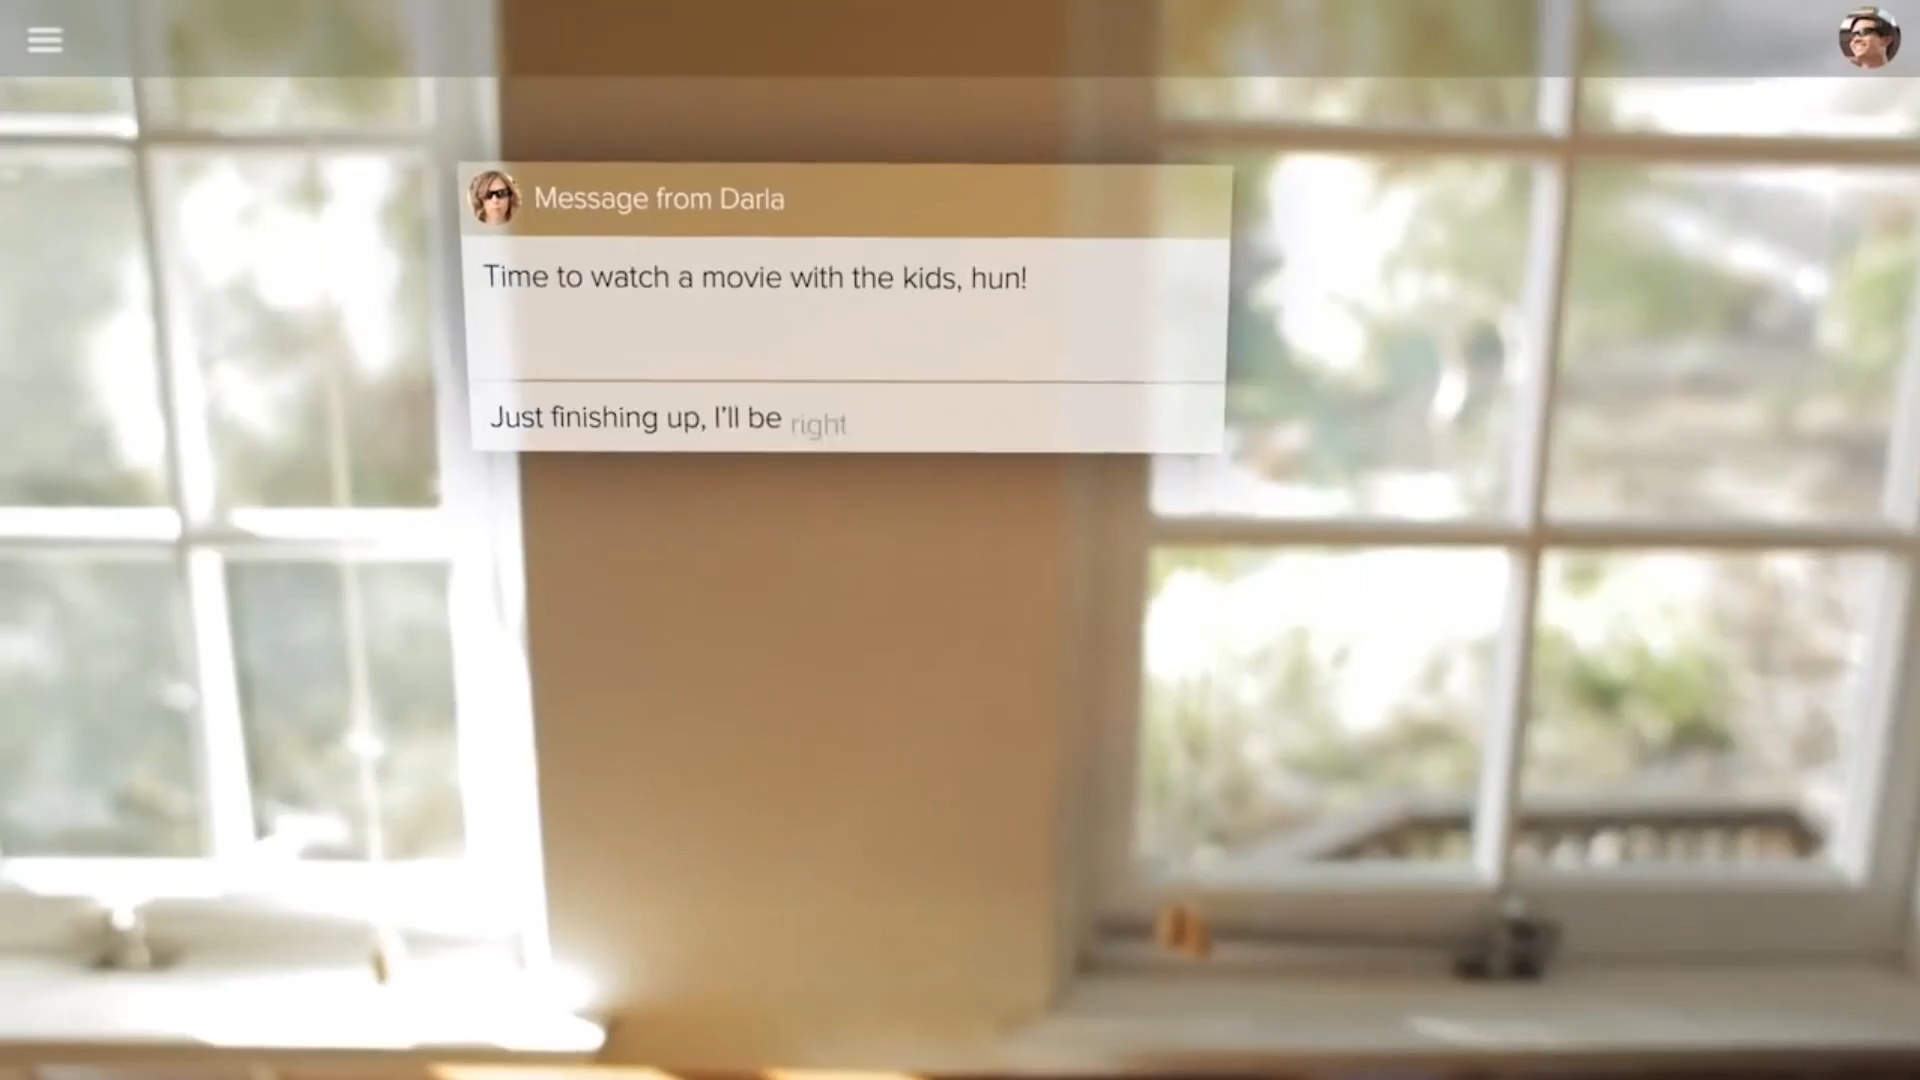 Message from Darla
Time to watch a movie with the kids, hun!
Just finishing up, I'll be right